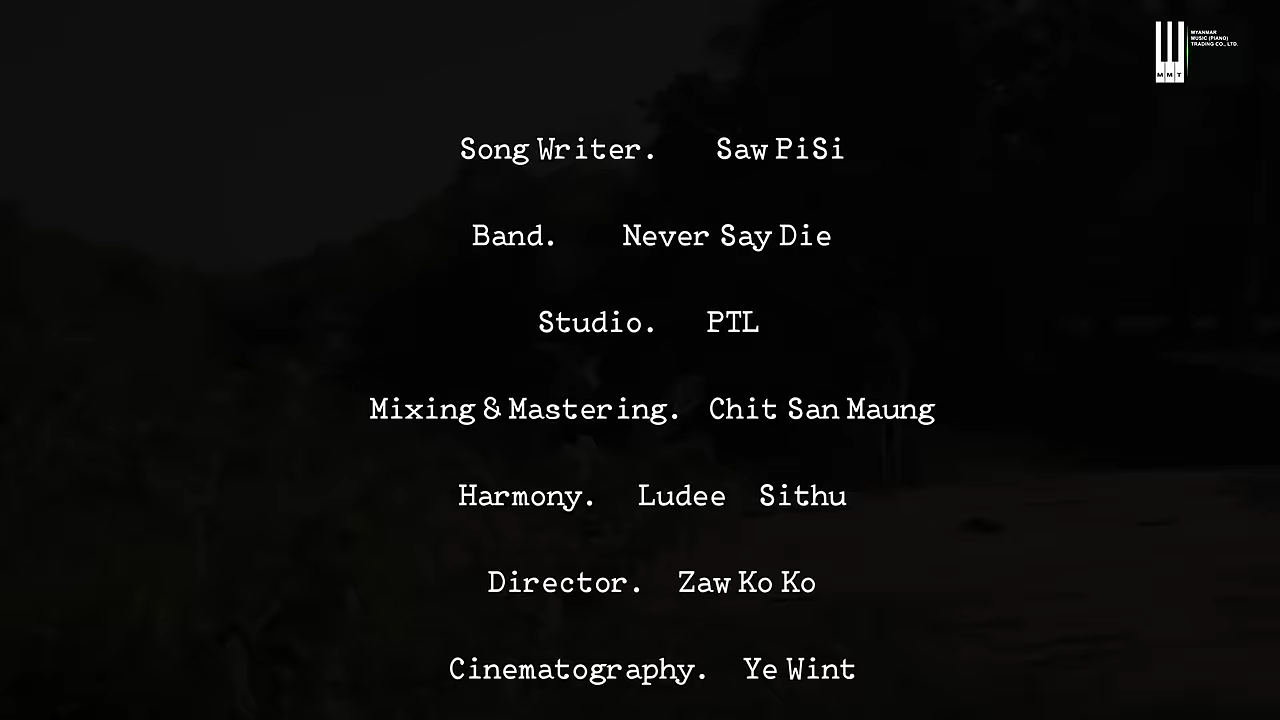 MYANMAR
MUSIC (PIANO)
TRADING CO., LTD.
M M T
Song Writer. Saw PiSi
Band. Never Say Die
Studio. PTL
Mixing & Mastering. Chit San Maung
Harmony. Ludee Sithu
Director. Zaw Ko Ko
Cinematography. Ye Wint